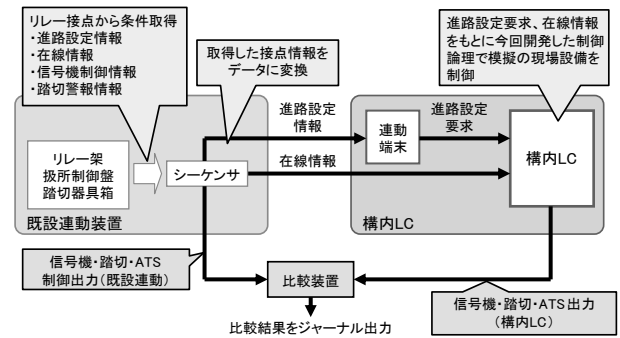 リレー接点から条件取得
・進路設定情報
・在線情報
・信号機制御情報
・踏切警報情報
取得した接点情報を
データに変換
進路設定要求、在線情報
をもとに今回開発した制御
論理で模擬の現場設備を
制御
リレー架
扱所制御盤
踏切器具箱
シーケンサ
既設連動装置
進路設定
情報
在線情報
連動
端末
進路設定
要求
構内LC
構内LC
信号機・踏切・ATS
制御出力(既設連動)
比較装置
信号機・踏切・ATS出力
(構内LC)
比較結果をジャーナル出力